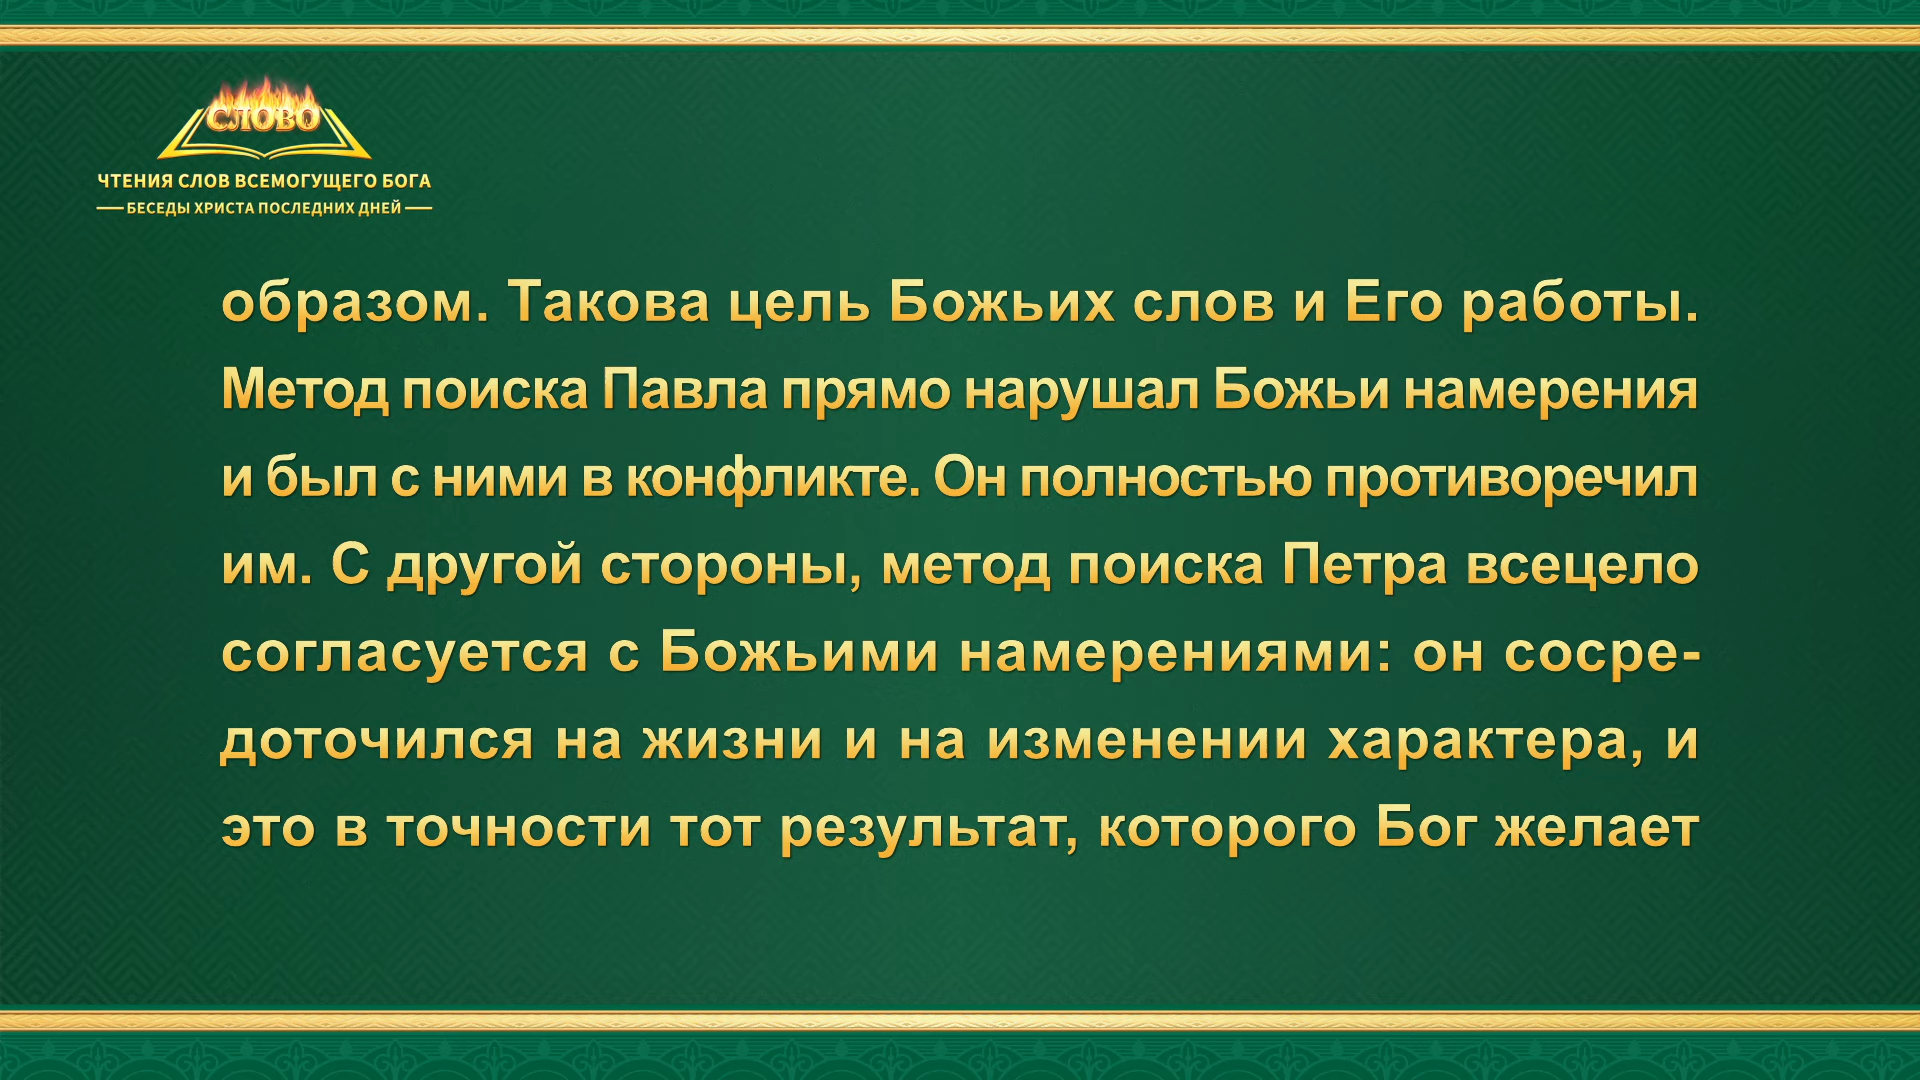 СЛОВО
ЧТЕНИЯ СЛОВ ВСЕМОГУЩЕГО БОГА
БЕСЕДЫ ХРИСТА ПОСЛЕДНИХ ДНЕЙ
образом. Такова цель Божьих слов и Его работы.
Метод поиска Павла прямо нарушал Божьи намерения
и был с ними в конфликте. Он полностью противоречил
им. С другой стороны, метод поиска Петра всецело
согласуется с Божьими намерениями: он сосре-
доточился на жизни и на изменении характера, и
это в точности тот результат, которого Бог желает